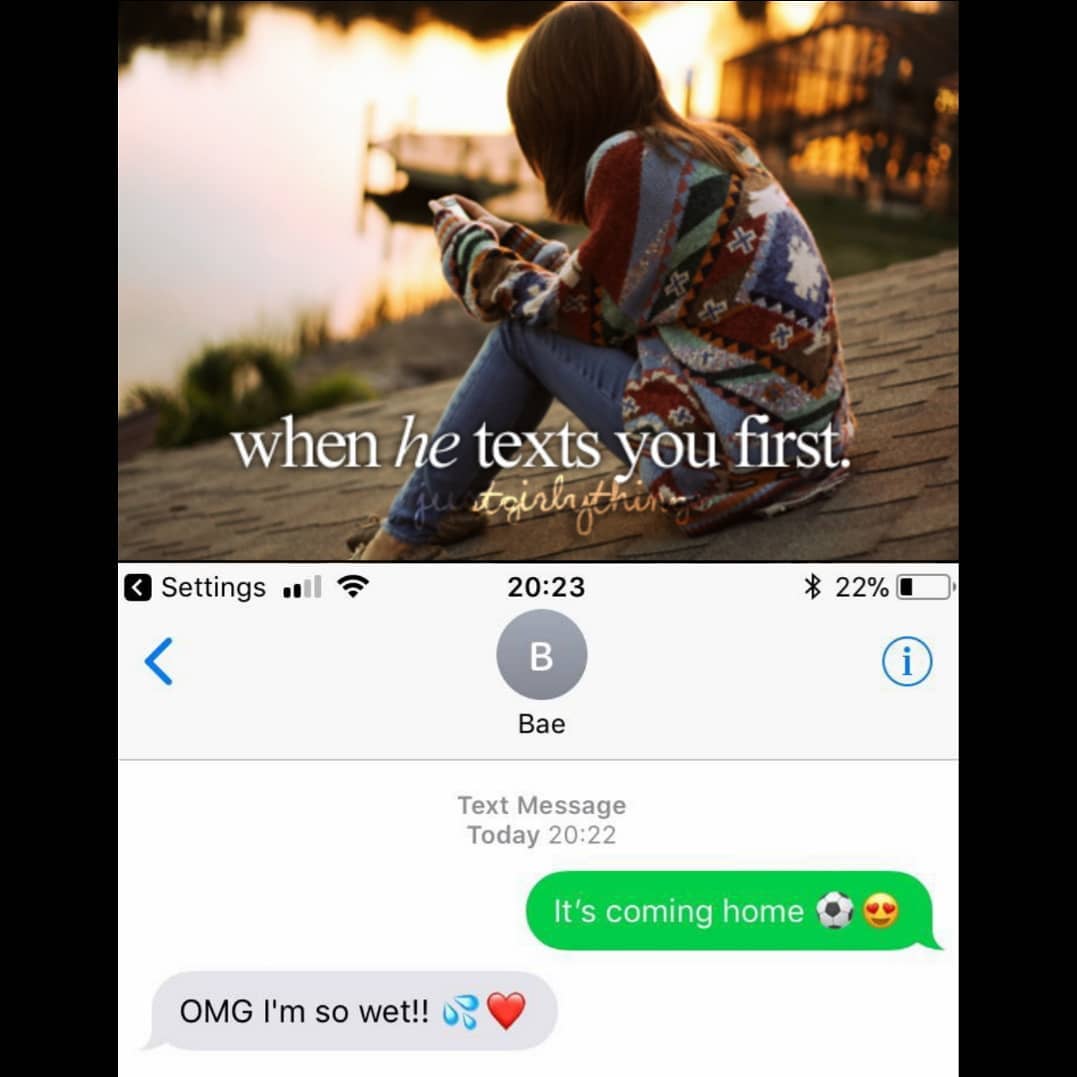 when he texts you first.
justgirlythings
Settings 20:23 22%
B
Bae
Text Message
Today 20:22
It's coming home ⚽😍
OMG I'm so wet!! 💦❤️